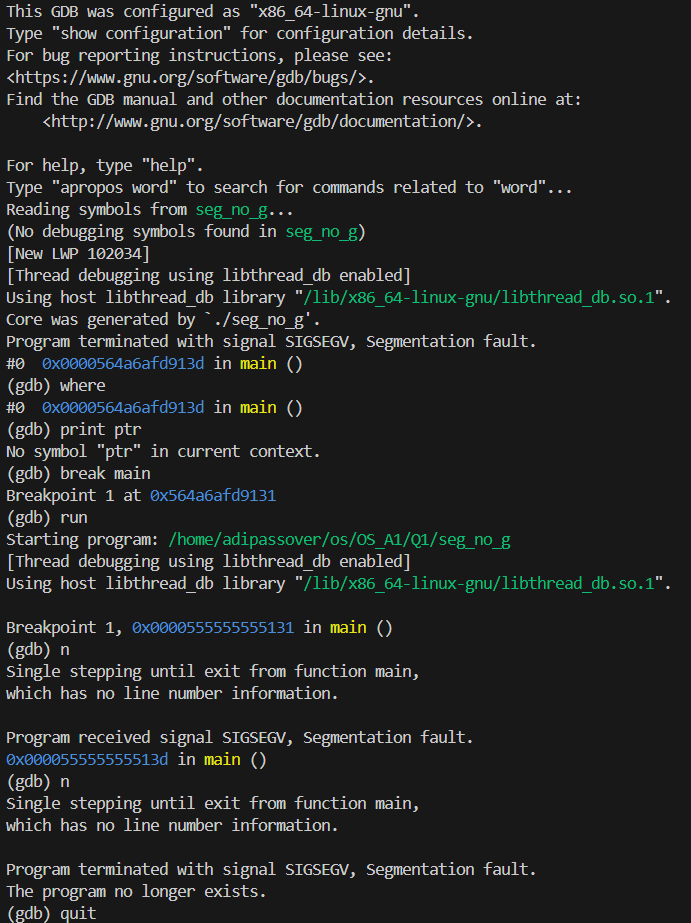 This GDB was configured as "x86_64-linux-gnu".
Type "show configuration" for configuration details.
For bug reporting instructions, please see:
<https://www.gnu.org/software/gdb/bugs/>.
Find the GDB manual and other documentation resources online at:
    <http://www.gnu.org/software/gdb/documentation/>.

For help, type "help".
Type "apropos word" to search for commands related to "word"...
Reading symbols from seg_no_g...
(No debugging symbols found in seg_no_g)
[New LWP 102034]
[Thread debugging using libthread_db enabled]
Using host libthread_db library "/lib/x86_64-linux-gnu/libthread_db.so.1".
Core was generated by `./seg_no_g'.
Program terminated with signal SIGSEGV, Segmentation fault.
#0  0x0000564a6afd913d in main ()
(gdb) where
#0  0x0000564a6afd913d in main ()
(gdb) print ptr
No symbol "ptr" in current context.
(gdb) break main
Breakpoint 1 at 0x564a6afd9131
(gdb) run
Starting program: /home/adipassover/os/OS_A1/Q1/seg_no_g
[Thread debugging using libthread_db enabled]
Using host libthread_db library "/lib/x86_64-linux-gnu/libthread_db.so.1".

Breakpoint 1, 0x0000555555555131 in main ()
(gdb) n
Single stepping until exit from function main,
which has no line number information.

Program received signal SIGSEGV, Segmentation fault.
0x000055555555513d in main ()
(gdb) n
Single stepping until exit from function main,
which has no line number information.

Program terminated with signal SIGSEGV, Segmentation fault.
The program no longer exists.
(gdb) quit